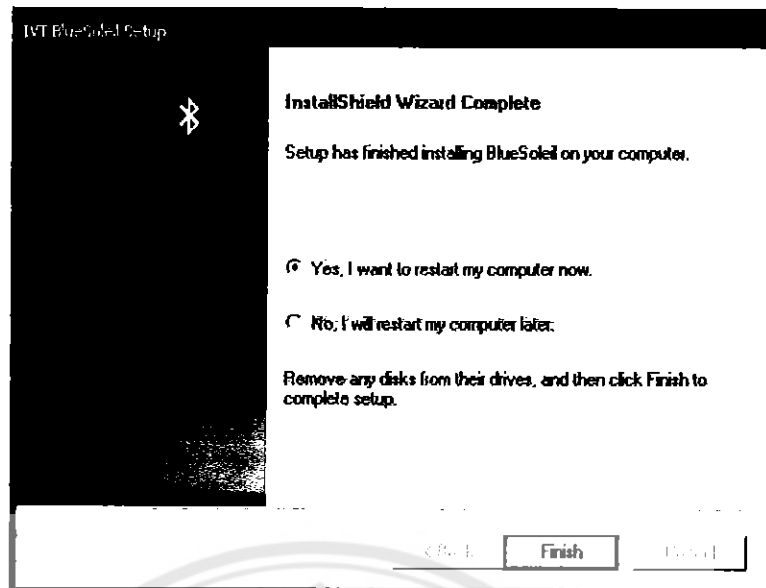 IVT BlueSoleil Setup
InstallShield Wizard Complete
Setup has finished installing BlueSoleil on your computer.
Yes, I want to restart my computer now.
No, I will restart my computer later.
Remove any disks from their drives, and then click Finish to
complete setup.
< Back
Finish
Cancel